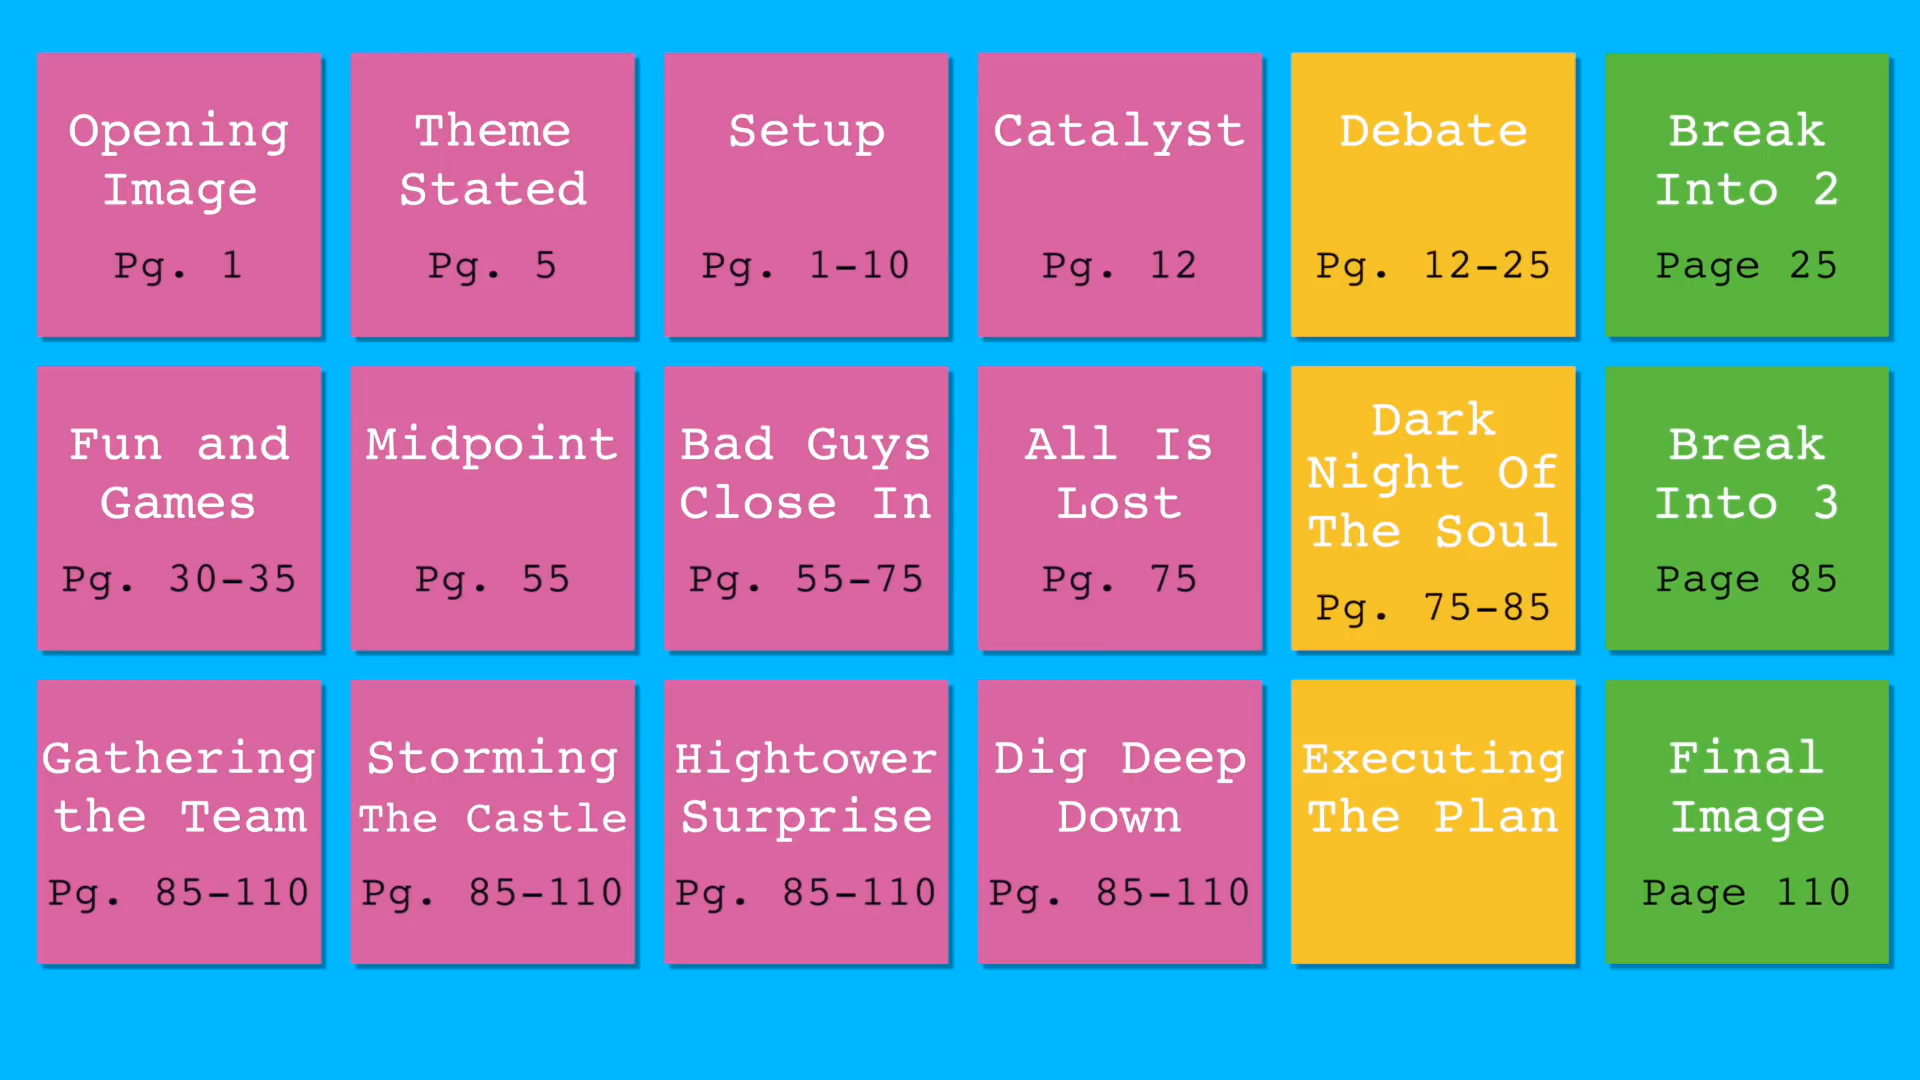 Opening
Image
Pg. 1
Theme
Stated
Pg. 5
Setup
Pg. 1-10
Catalyst
Pg. 12
Debate
Pg. 12-25
Break
Into 2
Page 25
Fun and
Games
Pg. 30-35
Midpoint
Pg. 55
Bad Guys
Close In
Pg. 55-75
All Is
Lost
Pg. 75
Dark
Night Of
The Soul
Pg. 75-85
Break
Into 3
Page 85
Gathering
the Team
Pg. 85-110
Storming
The Castle
Pg. 85-110
Hightower
Surprise
Pg. 85-110
Dig Deep
Down
Pg. 85-110
Executing
The Plan
Final
Image
Page 110